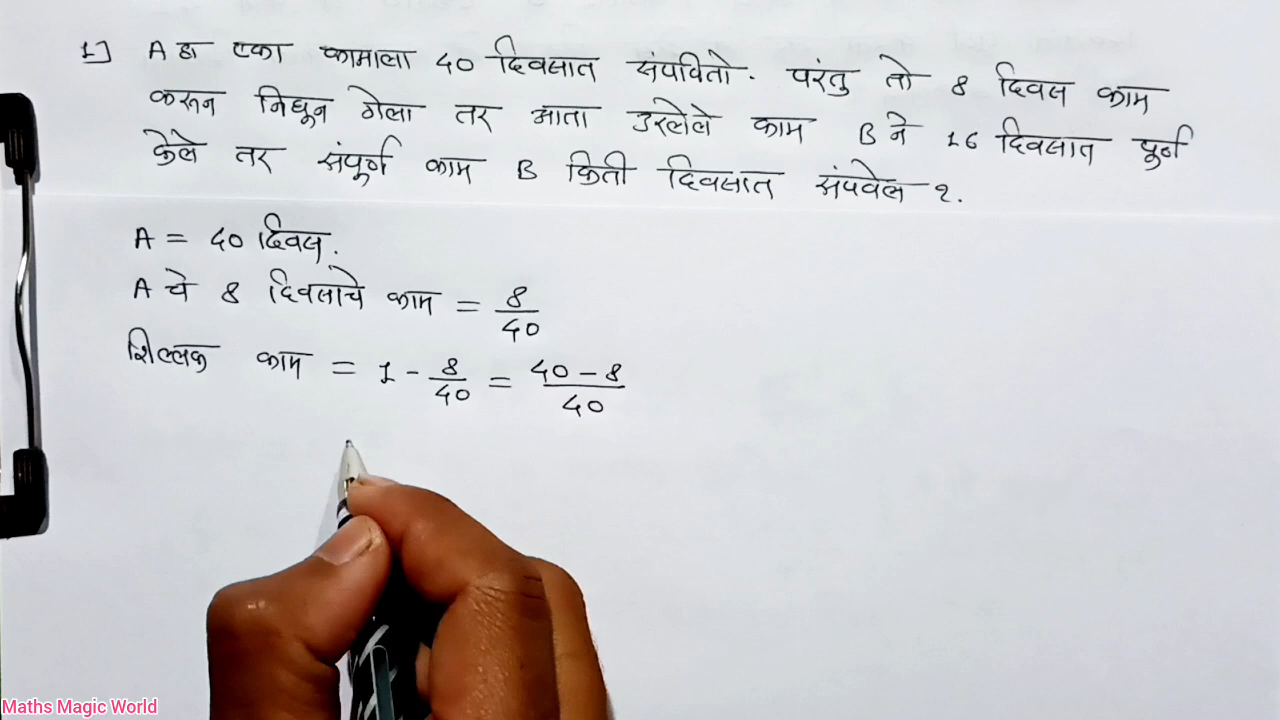 1] A हा एका कामाला 40 दिवसात संपवितो. परंतु तो 8 दिवस काम
करून निघून गेला तर आता उरलेले काम B ने 16 दिवसात पूर्ण
केले तर संपूर्ण काम B किती दिवसात संपवेल ?.
A = 40 दिवस.
A चे 8 दिवसाचे काम = 8/40
शिल्लक काम = 1 - 8/40 = 40 - 8/40
Maths Magic World